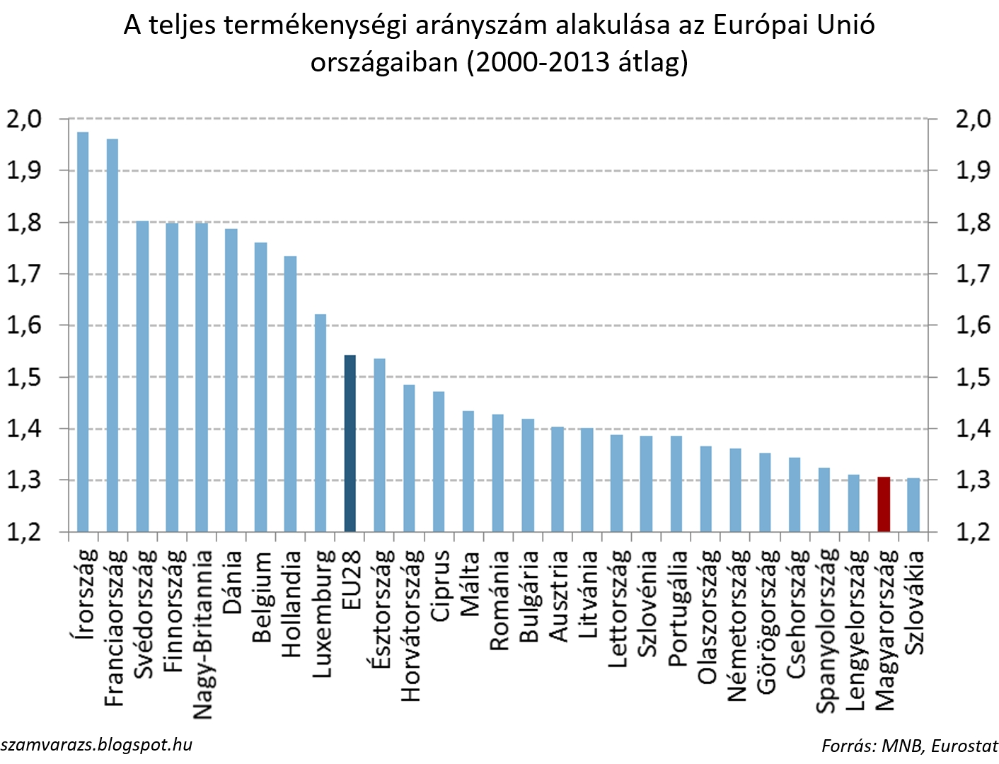 A teljes termékenységi arányszám alakulása az Európai Unió
országaiban (2000-2013 átlag)
2,0
1,9
1,8
1,7
1,6
1,5
1,4
1,3
1,2
2,0
1,9
1,8
1,7
1,6
1,5
1,4
1,3
1,2
Írország
Franciaország
Svédország
Finnország
Nagy-Britannia
Dánia
Belgium
Hollandia
Luxemburg
EU28
Észtország
Horvátország
Ciprus
Málta
Románia
Bulgária
Ausztria
Litvánia
Lettország
Szlovénia
Portugália
Olaszország
Németország
Görögország
Csehország
Spanyolország
Lengyelország
Magyarország
Szlovákia
szamvarazs.blogspot.hu
Forrás: MNB, Eurostat